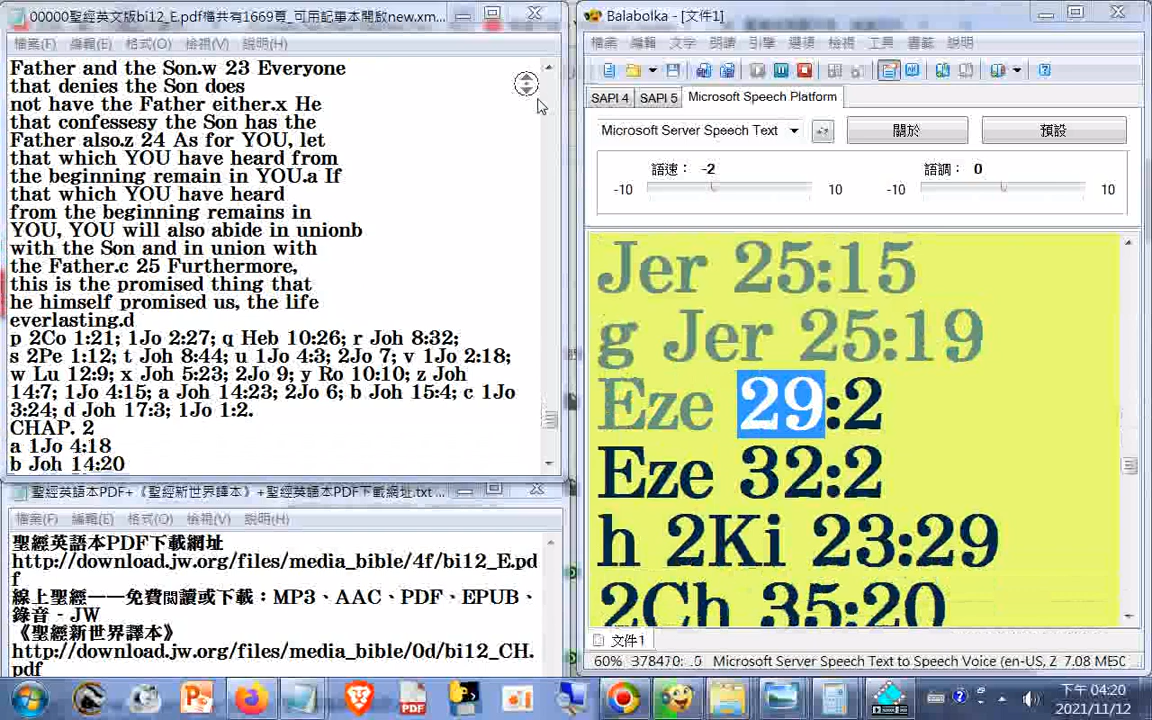 00000聖經英文版bi12_E.pdf檔共有1669頁_可用記事本開啟new.xm...
檔案(F) 編輯(E) 格式(O) 檢視(V) 說明(H)
Father and the Son.w 23 Everyone
that denies the Son does
not have the Father either.x He
that confessesy the Son has the
Father also.z 24 As for YOU, let
that which YOU have heard from
the beginning remain in YOU.a If
that which YOU have heard
from the beginning remains in
YOU, YOU will also abide in unionb
with the Son and in union with
the Father.c 25 Furthermore,
this is the promised thing that
he himself promised us, the life
everlasting.d
p 2Co 1:21; 1Jo 2:27; q Heb 10:26; r Joh 8:32;
s 2Pe 1:12; t Joh 8:44; u 1Jo 4:3; 2Jo 7; v 1Jo 2:18;
w Lu 12:9; x Joh 5:23; 2Jo 9; y Ro 10:10; z Joh
14:7; 1Jo 4:15; a Joh 14:23; 2Jo 6; b Joh 15:4; c 1Jo
3:24; d Joh 17:3; 1Jo 1:2.
CHAP. 2
a 1Jo 4:18
b Joh 14:20
聖經英語本PDF+《聖經新世界譯本》+聖經英語本PDF下載網址.txt ...
檔案(F) 編輯(E) 格式(O) 檢視(V) 說明(H)
聖經英語本PDF下載網址
http://download.jw.org/files/media_bible/4f/bi12_E.pd
f
線上聖經——免費閱讀或下載：MP3、AAC、PDF、EPUB、
錄音 - JW
《聖經新世界譯本》
http://download.jw.org/files/media_bible/0d/bi12_CH.
pdf
Balabolka - [文件1]
檔案 編輯 文字 朗讀 引擎 選項 檢視 工具 書籤 說明
SAPI 4 SAPI 5 Microsoft Speech Platform
Microsoft Server Speech Text 關於 預設
語速： -2 語調： 0
-10 10 -10 10
Jer 25:15
g Jer 25:19
Eze 29:2
Eze 32:2
h 2Ki 23:29
2Ch 35:20
文件1
60% 378470: .0 Microsoft Server Speech Text to Speech Voice (en-US, Z 7.08 ME50
PDF
下午 04:20
2021/11/12